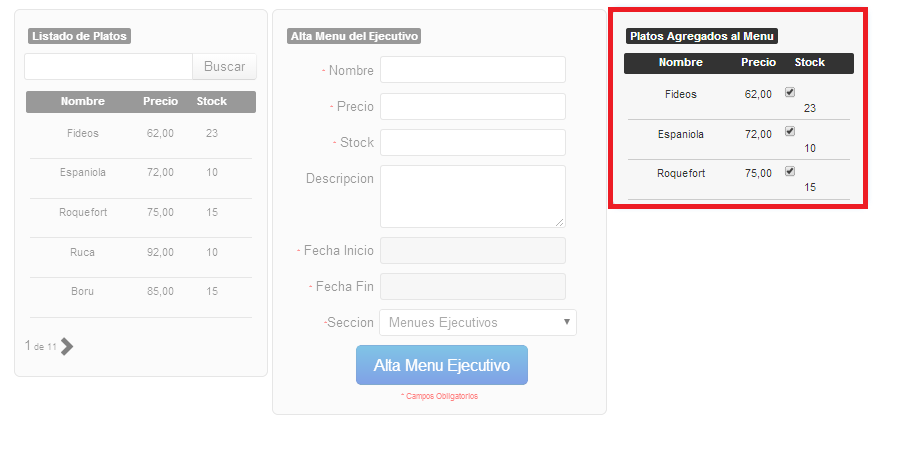 Listado de Platos
Buscar
Nombre Precio Stock
Fideos 62,00 23
Espaniola 72,00 10
Roquefort 75,00 15
Ruca 92,00 10
Boru 85,00 15
1 de 11
Alta Menu del Ejecutivo
- Nombre
- Precio
- Stock
Descripcion
- Fecha Inicio
- Fecha Fin
-Seccion Menues Ejecutivos
Alta Menu Ejecutivo
* Campos Obligatorios
Platos Agregados al Menu
Nombre Precio Stock
Fideos 62,00
23
Espaniola 72,00
10
Roquefort 75,00
15